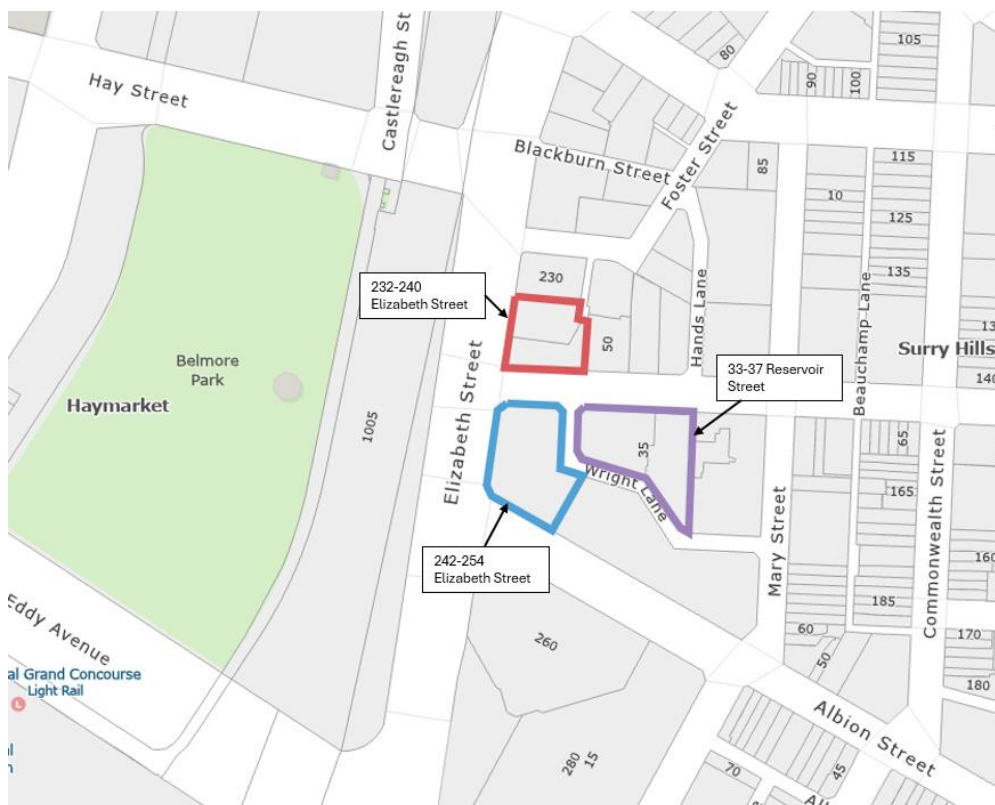 Hay Street
Castlereagh St
80
105
90
100
Foster Street
Blackburn Street
85
115
10
125
135
230
232-240
Elizabeth Street
50
Hands Lane
Beauchamp Lane
Surry Hills
140
Belmore
Park
Haymarket
1005
Elizabeth Street
33-37 Reservoir
Street
35
Wright Lane
65
165
Mary Street
Commonwealth Street
242-254
Elizabeth Street
160
185
Eddy Avenue
60
50
170
180
260
al Grand Concourse
Light Rail
L
Albion Street
280
15
70
45